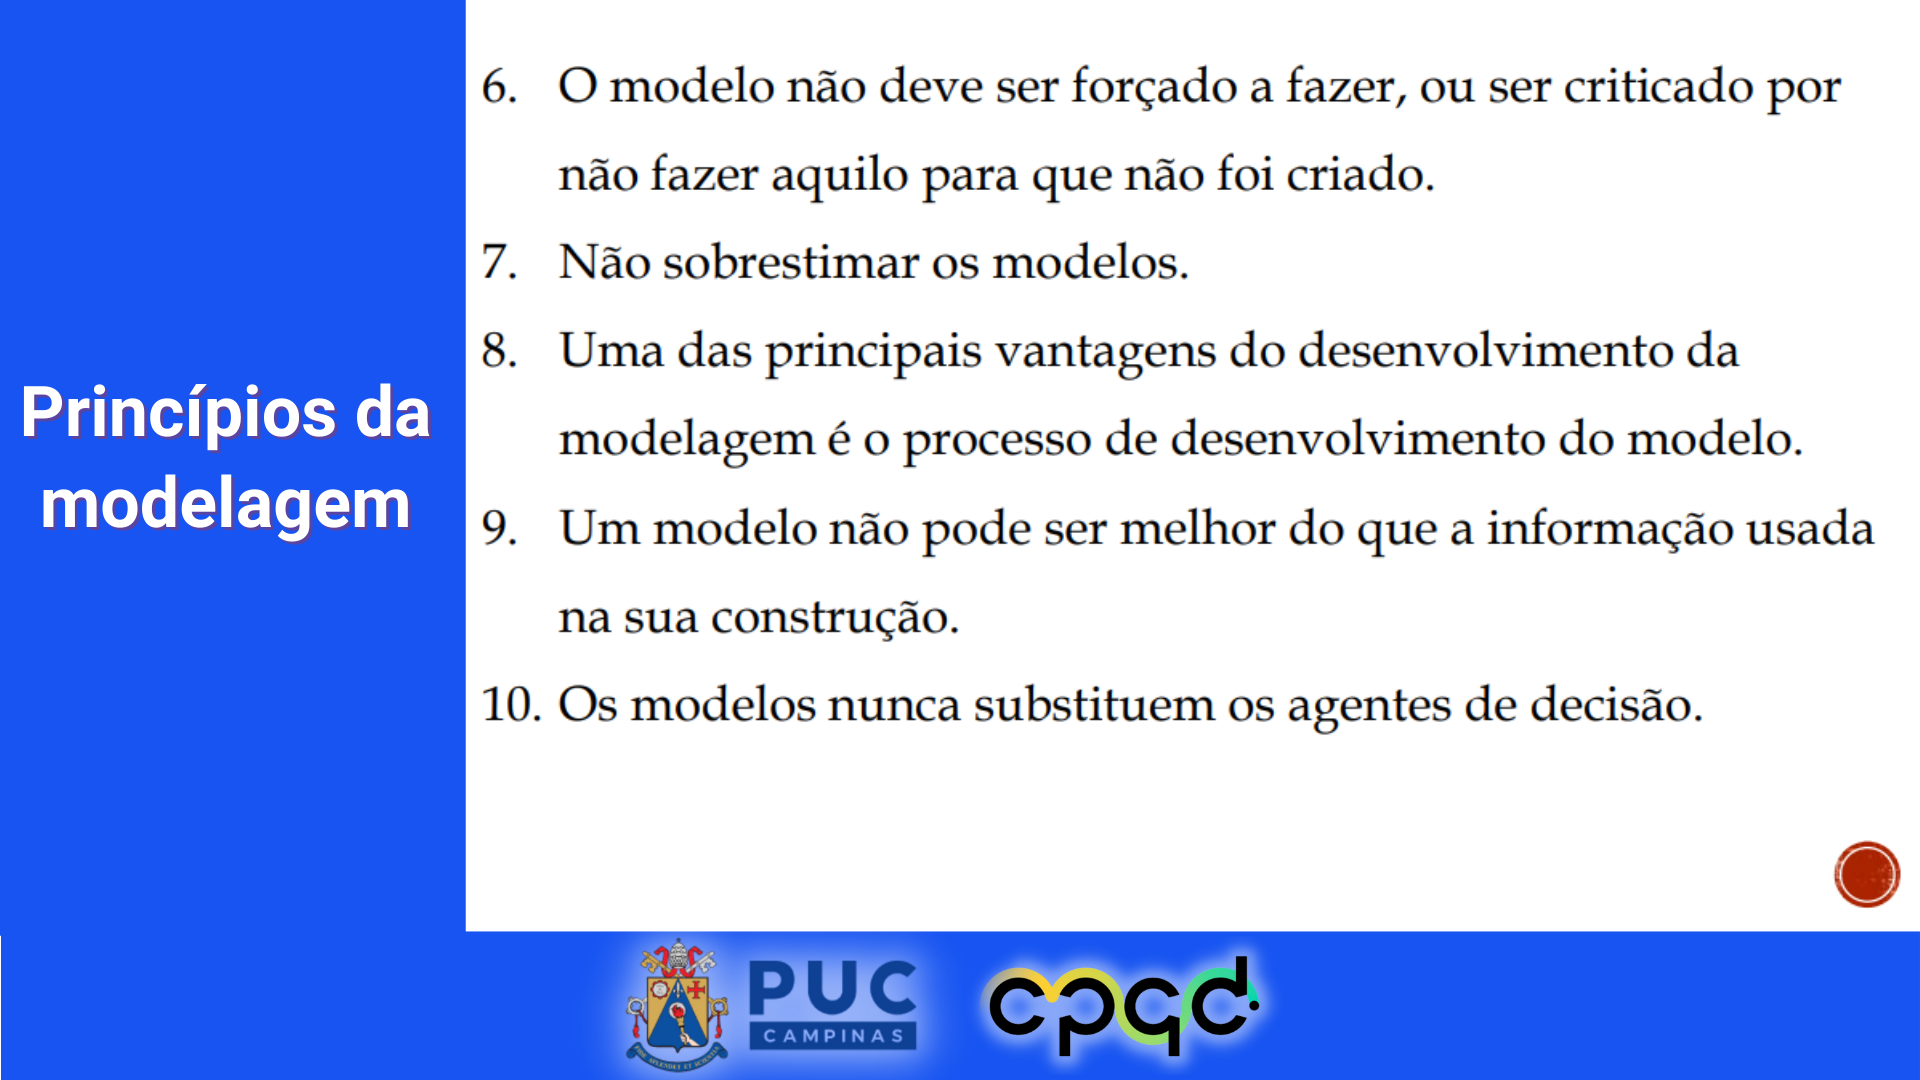 Princípios da
modelagem
6. O modelo não deve ser forçado a fazer, ou ser criticado por
não fazer aquilo para que não foi criado.
7. Não sobrestimar os modelos.
8. Uma das principais vantagens do desenvolvimento da
modelagem é o processo de desenvolvimento do modelo.
9. Um modelo não pode ser melhor do que a informação usada
na sua construção.
10. Os modelos nunca substituem os agentes de decisão.
PUC
CAMPINAS
cpqd